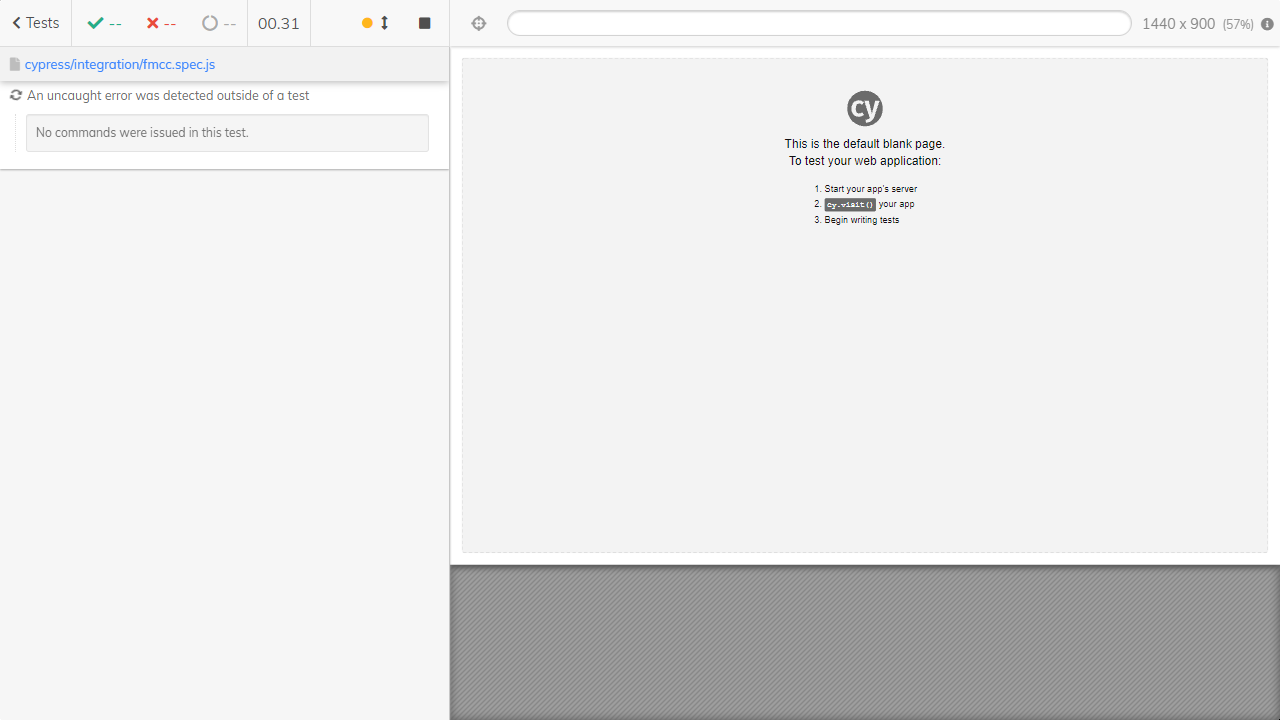 Tests
--
--
--
00.31
1440 x 900 (57%)
cypress/integration/fmcc.spec.js
An uncaught error was detected outside of a test
No commands were issued in this test.
cy
This is the default blank page.
To test your web application:
1. Start your app's server
2. cy.visit() your app
3. Begin writing tests